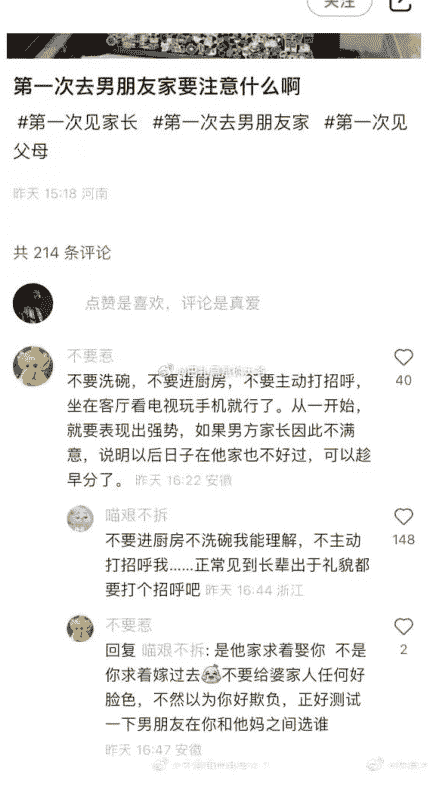 关注
第一次去男朋友家要注意什么啊
#第一次见家长 #第一次去男朋友家 #第一次见
父母
昨天 15:18 河南
共 214 条评论
点赞是喜欢，评论是真爱
不要惹
不要洗碗，不要进厨房，不要主动打招呼，
坐在客厅看电视玩手机就行了。从一开始，
就要表现出强势，如果男方家长因此不满
意，说明以后日子在他家也不好过，可以趁
早分了。 昨天 16:22 安徽
40
喵艰不拆
不要进厨房不洗碗我能理解，不主动
打招呼我......正常见到长辈出于礼貌都
要打个招呼吧 昨天 16:44 浙江
148
不要惹
回复 喵艰不拆: 是他家求着娶你 不是
你求着嫁过去不要给婆家人任何好
脸色，不然以为你好欺负，正好测试
一下男朋友在你和他妈之间选谁
昨天 16:47 安徽
2